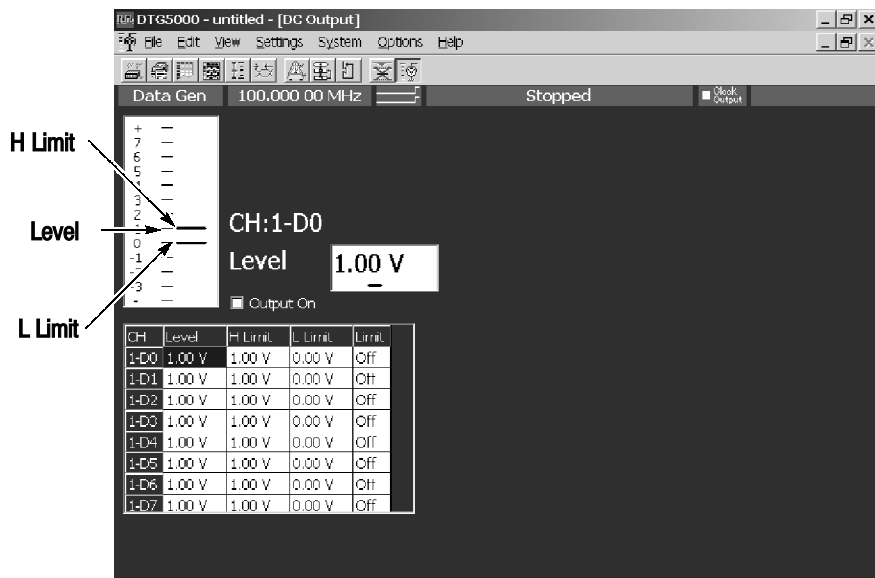 DTG5000 - untitled - [DC Output]
File Edit View Settings System Options Help
Data Gen 100.000 00 MHz Stopped Clock Output
H Limit
Level
L Limit
+
7
6
5
4
3
2
1
0
-1
-2
-3
-
CH:1-D0
Level 1.00 V
Output On
CH Level H Limit L Limit Limit
1-D0 1.00 V 1.00 V 0.00 V Off
1-D1 1.00 V 1.00 V 0.00 V Off
1-D2 1.00 V 1.00 V 0.00 V Off
1-D3 1.00 V 1.00 V 0.00 V Off
1-D4 1.00 V 1.00 V 0.00 V Off
1-D5 1.00 V 1.00 V 0.00 V Off
1-D6 1.00 V 1.00 V 0.00 V Off
1-D7 1.00 V 1.00 V 0.00 V Off